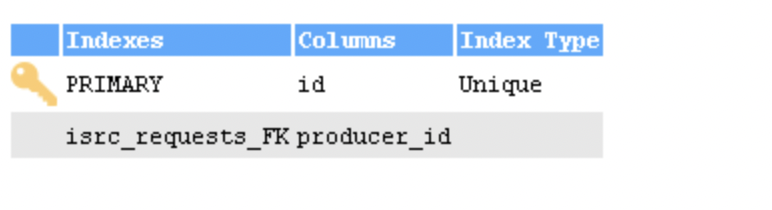 Indexes Columns Index Type
PRIMARY id Unique
isrc_requests_FK producer_id